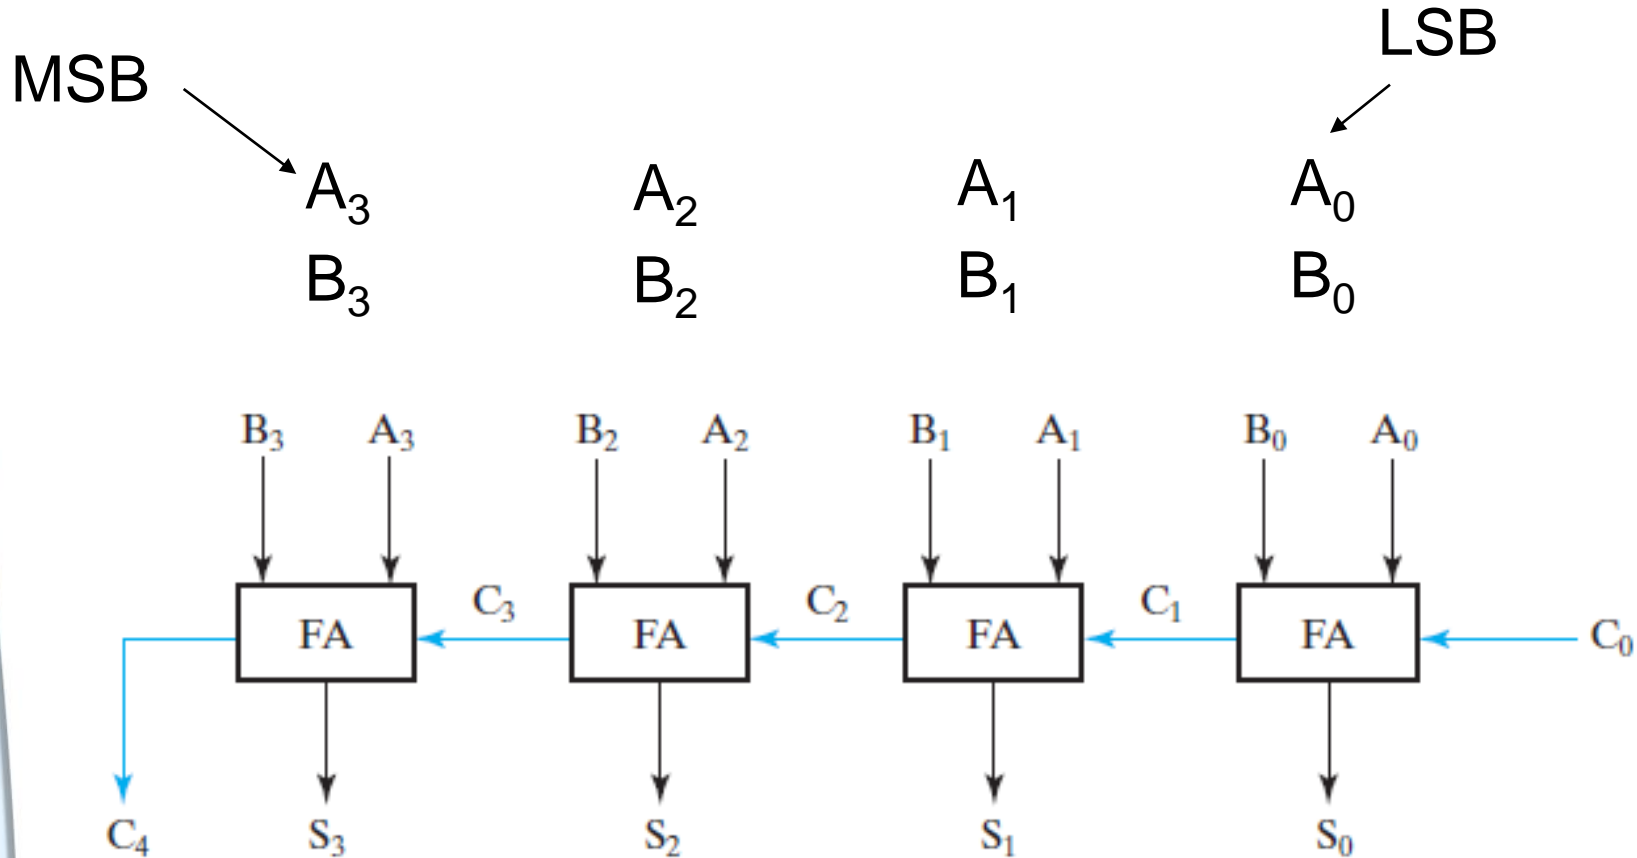 LSB
MSB
A₃ A₂ A₁ A₀
B₃ B₂ B₁ B₀
B₃ A₃ B₂ A₂ B₁ A₁ B₀ A₀
C₃ C₂ C₁
FA FA FA FA C₀
C₄ S₃ S₂ S₁ S₀